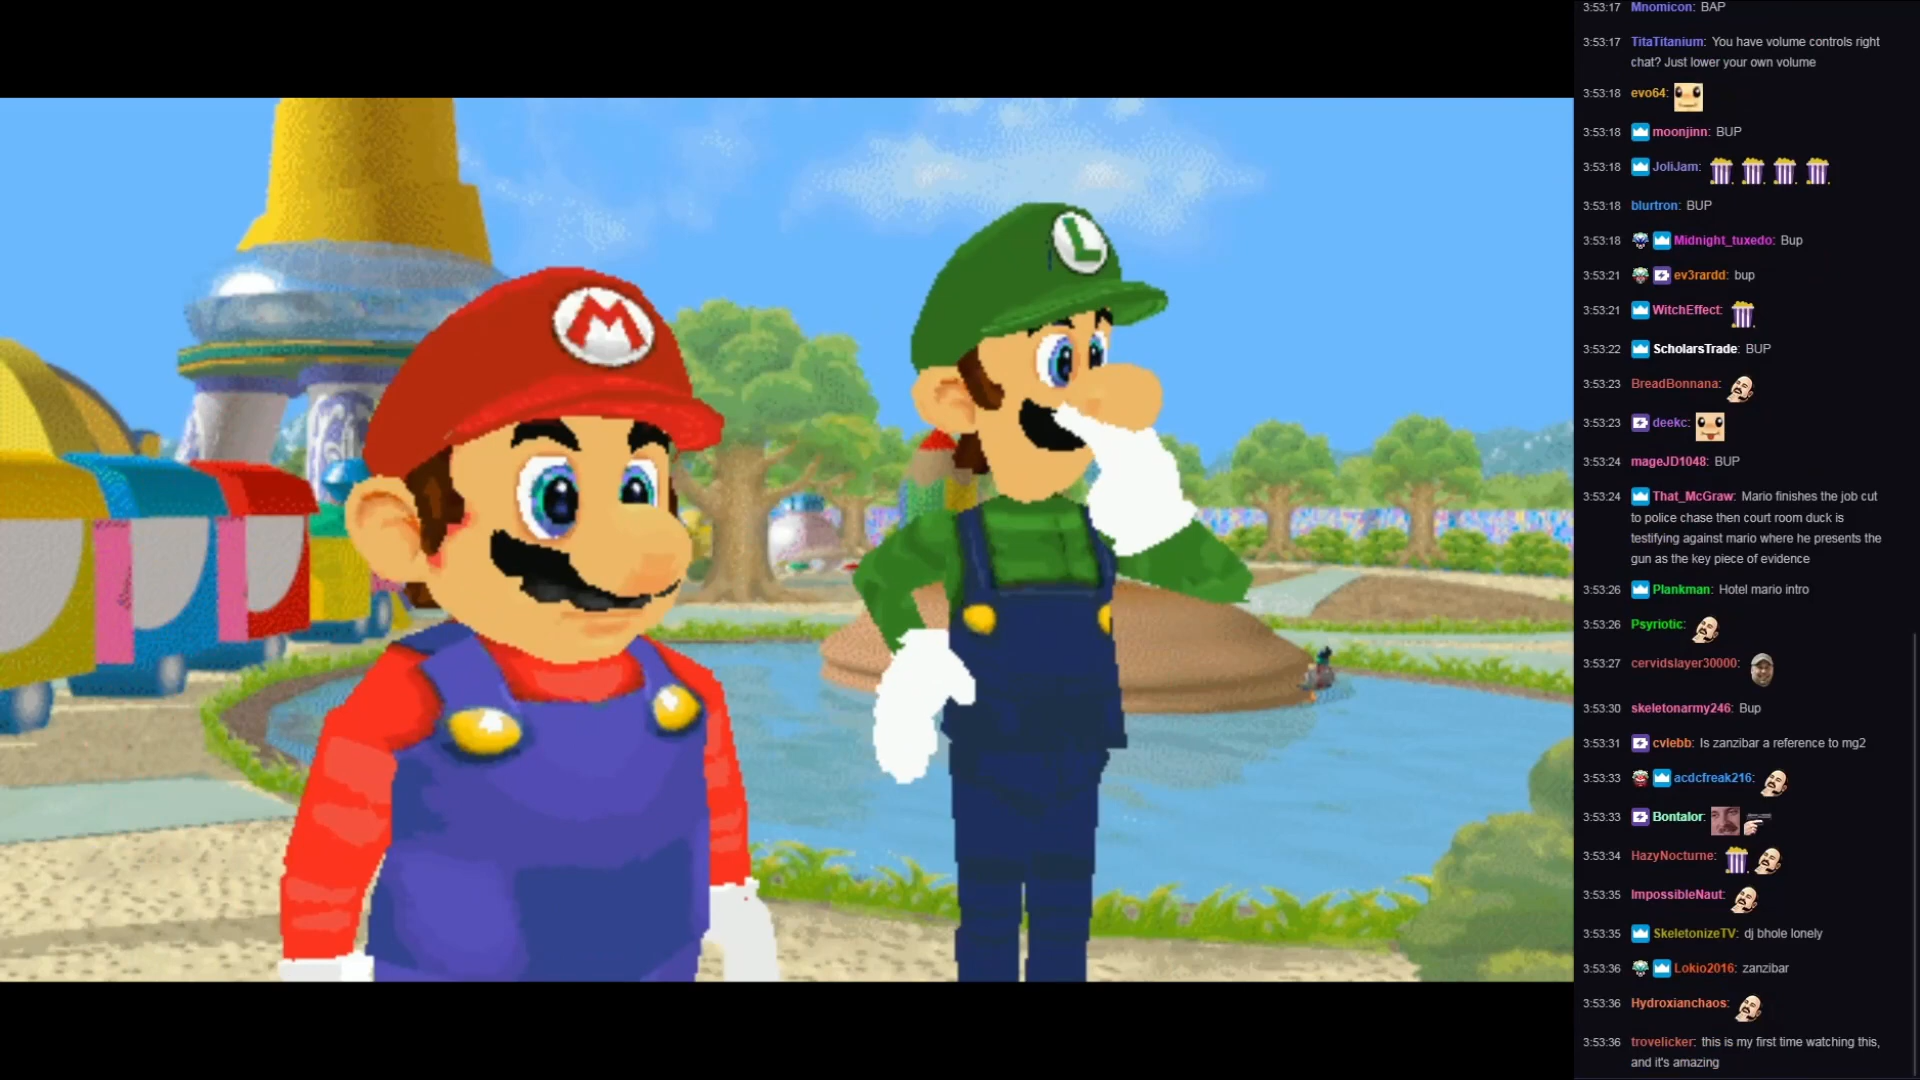 M
L
3:53:17 Mnomicon: BAP
3:53:17 TitaTitanium: You have volume controls right
chat? Just lower your own volume
3:53:18 evo64:
3:53:18 moonjinn: BUP
3:53:18 JoliJam:
3:53:18 blurtron: BUP
3:53:18 Midnight_tuxedo: Bup
3:53:21 ev3rardd: bup
3:53:21 WitchEffect:
3:53:22 ScholarsTrade: BUP
3:53:23 BreadBonnana:
3:53:23 deekc:
3:53:24 mageJD1048: BUP
3:53:24 That_McGraw: Mario finishes the job cut
to police chase then court room duck is
testifying against mario where he presents the
gun as the key piece of evidence
3:53:26 Plankman: Hotel mario intro
3:53:26 Psyriotic:
3:53:27 cervidslayer30000:
3:53:30 skeletonarmy246: Bup
3:53:31 cvlebb: Is zanzibar a reference to mg2
3:53:33 acdcfreak216:
3:53:33 Bontalor:
3:53:34 HazyNocturne:
3:53:35 ImpossibleNaut:
3:53:35 SkeletonizeTV: dj bhole lonely
3:53:36 Lokio2016: zanzibar
3:53:36 Hydroxianchaos:
3:53:36 trovelicker: this is my first time watching this,
and it's amazing